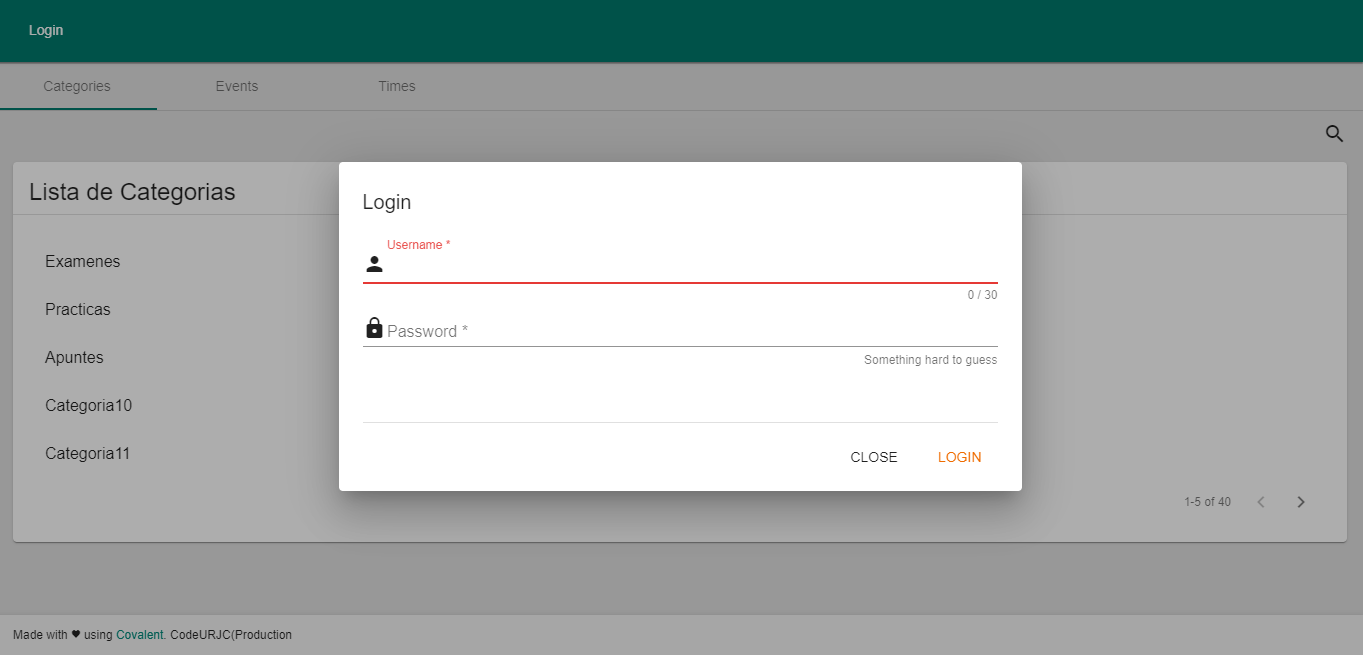 Login
Categories Events Times
Lista de Categorias
Examenes
Practicas
Apuntes
Categoria10
Categoria11
1-5 of 40
Login
Username *
0 / 30
Password *
Something hard to guess
CLOSE LOGIN
Made with ♥ using Covalent. CodeURJC(Production